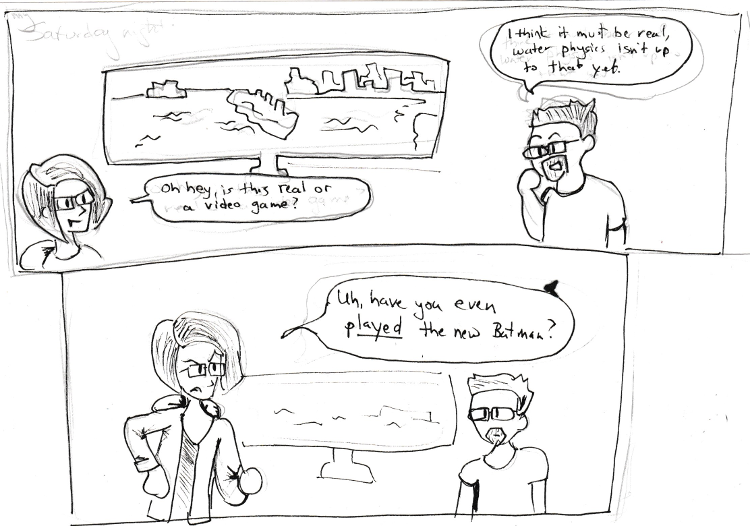 my
Saturday night.
I think it must be real,
water physics isn't up
to that yet.
Oh hey, is this real or
a video game?
Uh, have you even
played the new Batman?